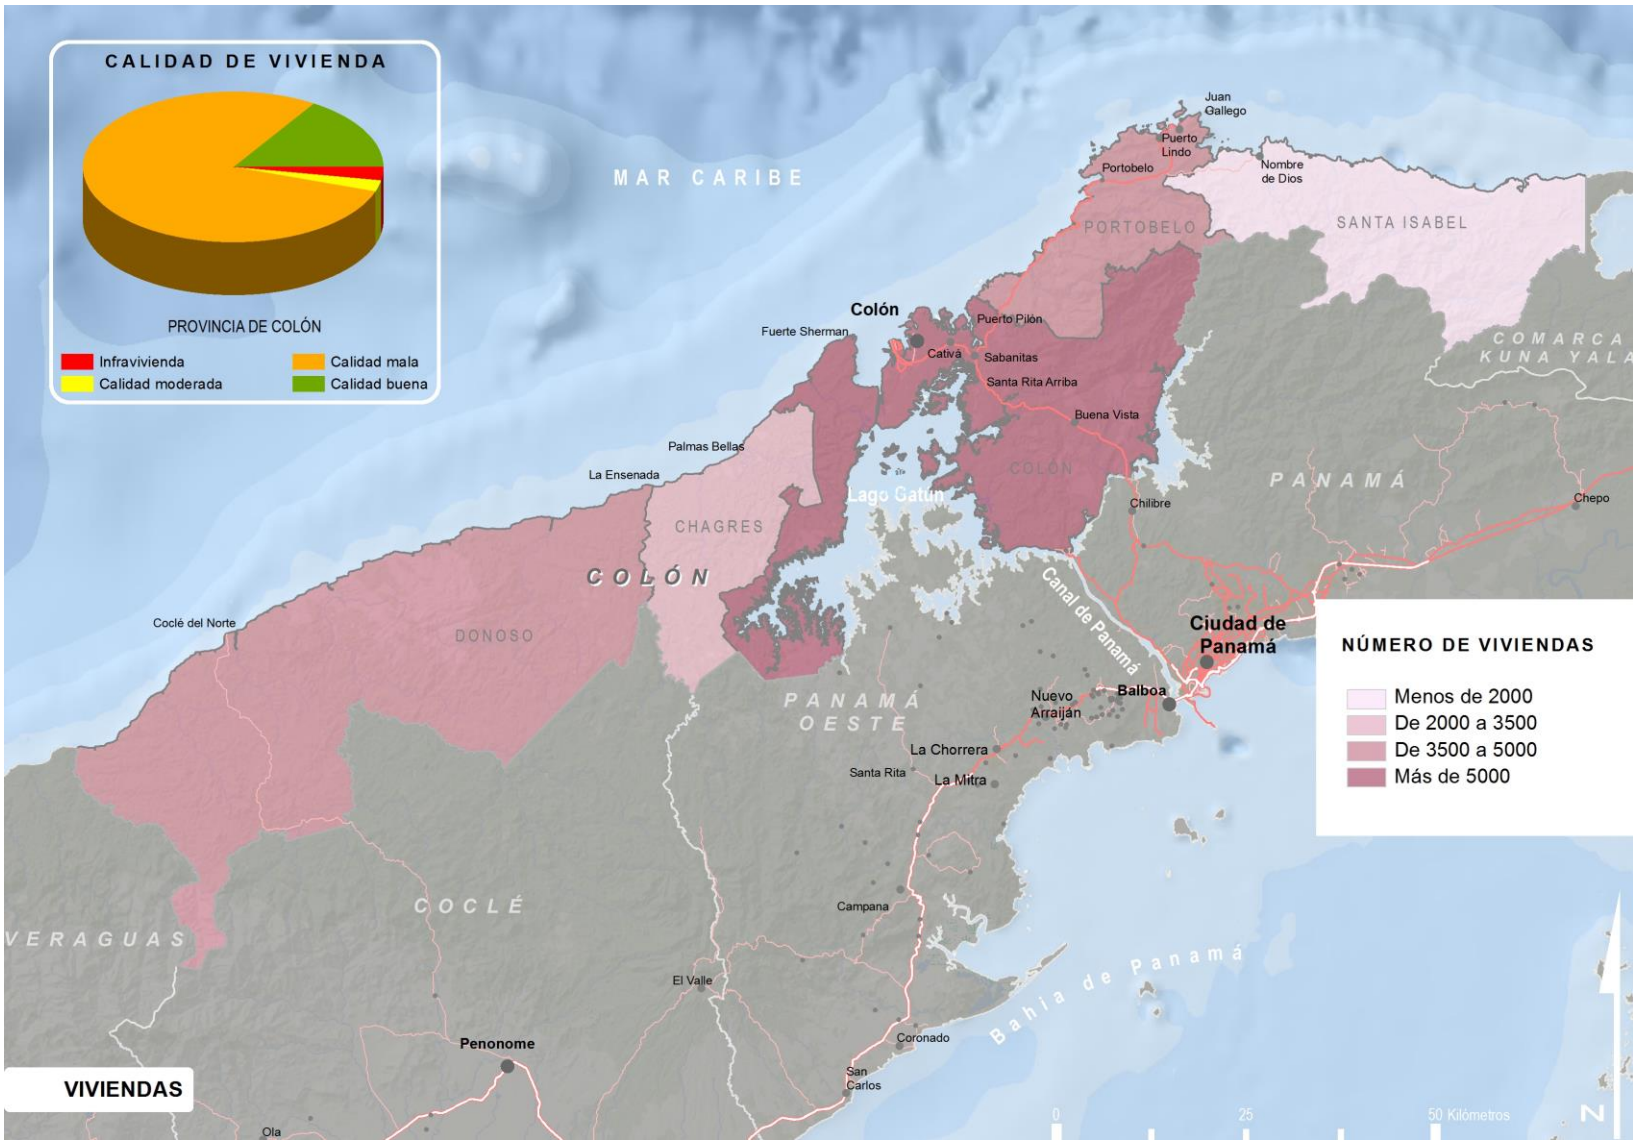 CALIDAD DE VIVIENDA
PROVINCIA DE COLÓN
Infravivienda
Calidad mala
Calidad moderada
Calidad buena
MAR CARIBE
Juan
Gallego
Puerto
Lindo
Portobelo
Nombre
de Dios
PORTOBELO
SANTA ISABEL
Colón
Fuerte Sherman
Puerto Pilón
Cativá
Sabanitas
Santa Rita Arriba
Buena Vista
COMARCA
KUNA YALA
Palmas Bellas
La Ensenada
COLÓN
Lago Gatún
PANAMÁ
Chilibre
Chepo
CHAGRES
COLÓN
Coclé del Norte
DONOSO
Canal de Panamá
Ciudad de
Panamá
Balboa
Nuevo
Arraiján
PANAMÁ
OESTE
La Chorrera
Santa Rita
La Mitra
NÚMERO DE VIVIENDAS
Menos de 2000
De 2000 a 3500
De 3500 a 5000
Más de 5000
COCLÉ
VERAGUAS
Campana
El Valle
Bahia de Panamá
Coronado
Penonome
San
Carlos
VIVIENDAS
Ola
0 25 50 Kilómetros
N